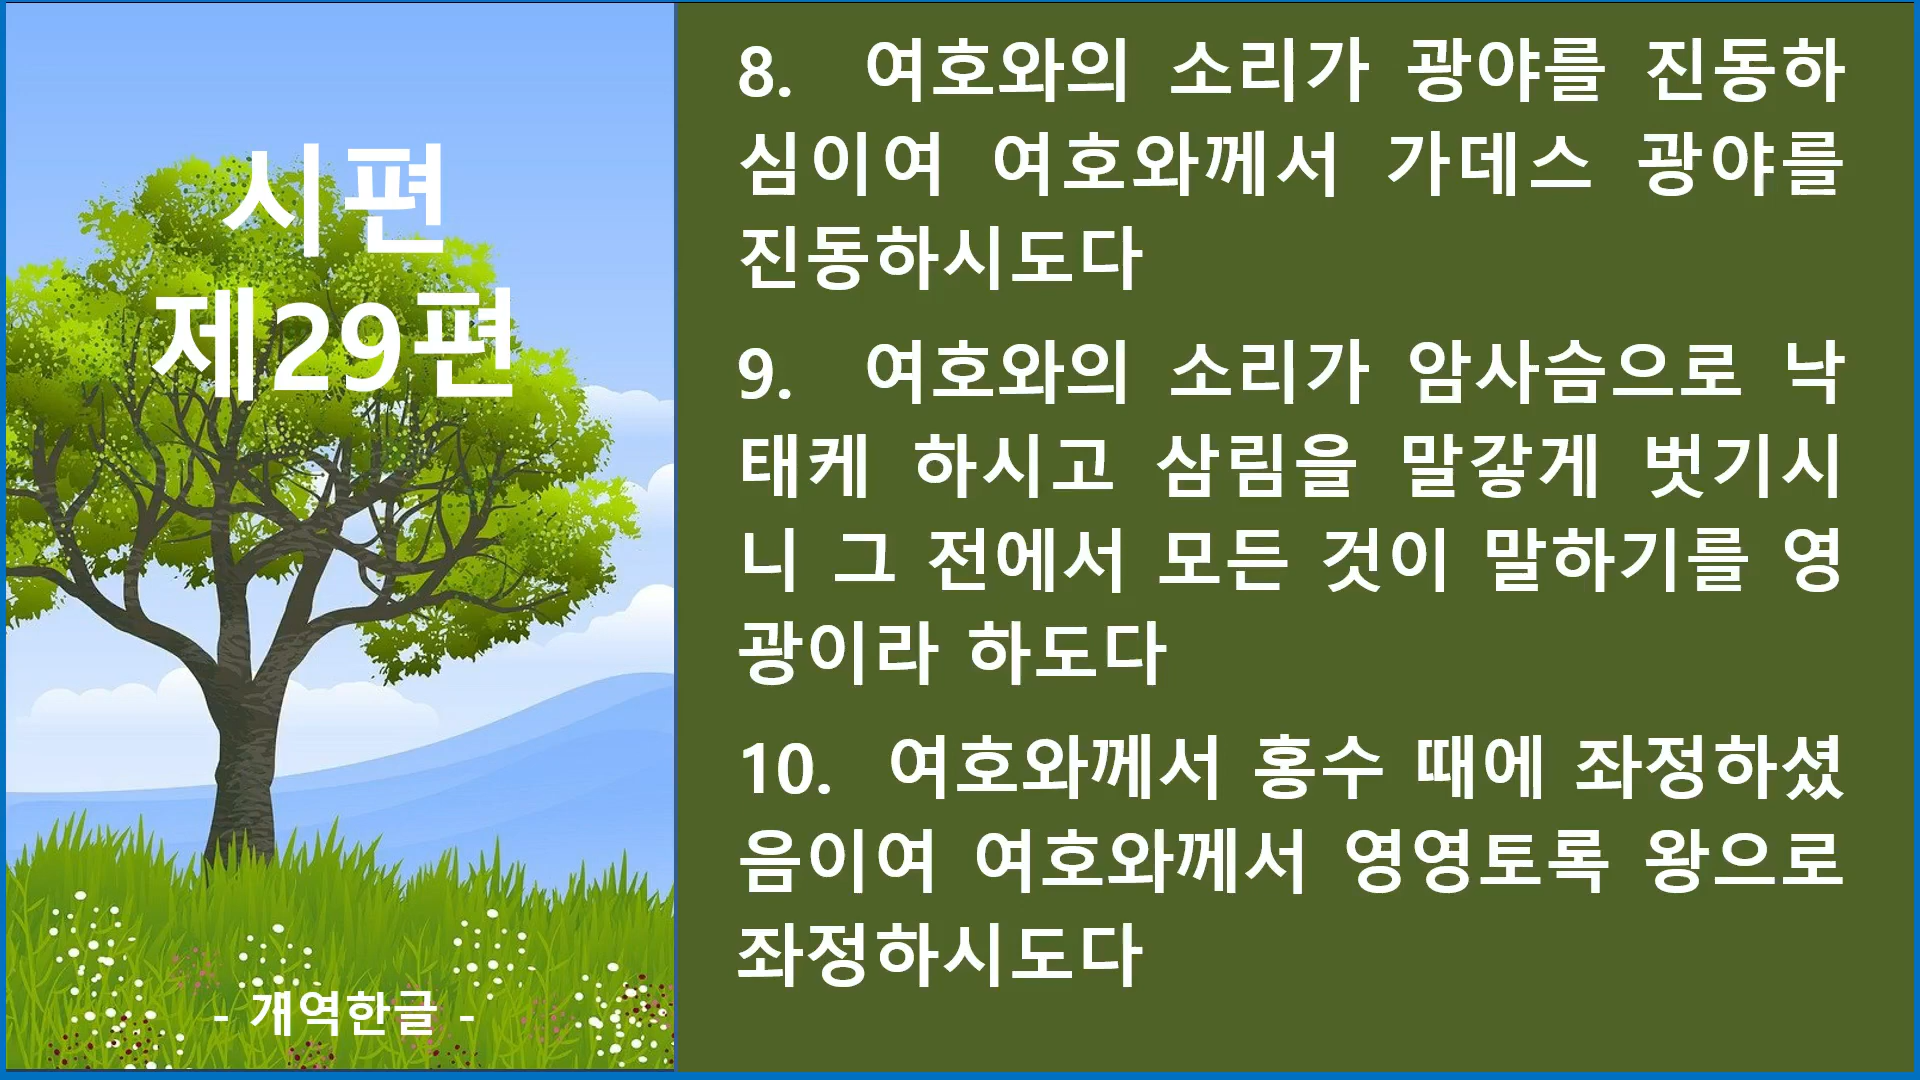 시편
제29편
- 개역한글 -
8. 여호와의 소리가 광야를 진동하
심이여 여호와께서 가데스 광야를
진동하시도다
9. 여호와의 소리가 암사슴으로 낙
태케 하시고 삼림을 말갛게 벗기시
니 그 전에서 모든 것이 말하기를 영
광이라 하도다
10. 여호와께서 홍수 때에 좌정하셨
음이여 여호와께서 영영토록 왕으로
좌정하시도다